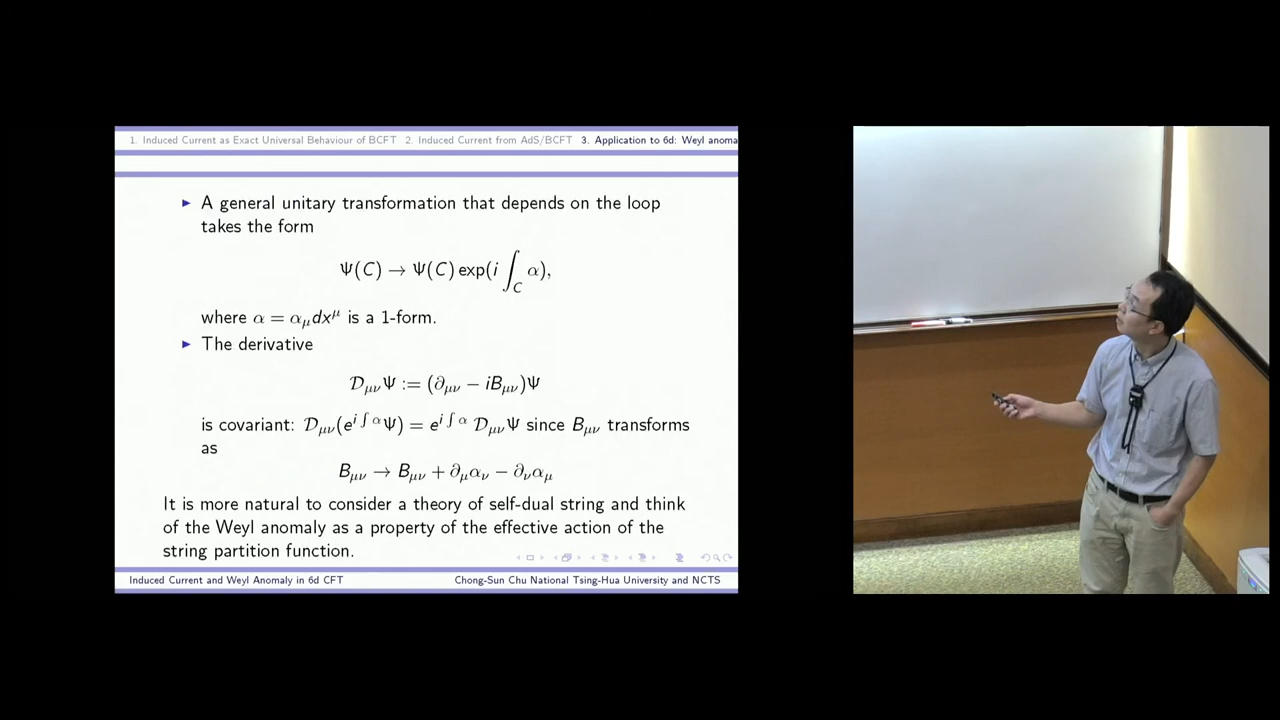 1. Induced Current as Exact Universal Behaviour of BCFT 2. Induced Current from AdS/BCFT 3. Application to 6d: Weyl anoma
▶ A general unitary transformation that depends on the loop
takes the form
Ψ(C) → Ψ(C) exp(i ∫_C α),
where α = α_μ dx^μ is a 1-form.
▶ The derivative
𝒟_μν Ψ := (∂_μν − iB_μν)Ψ
is covariant: 𝒟_μν(e^{i∫α}Ψ) = e^{i∫α} 𝒟_μνΨ since B_μν transforms
as
B_μν → B_μν + ∂_μα_ν − ∂_να_μ
It is more natural to consider a theory of self-dual string and think
of the Weyl anomaly as a property of the effective action of the
string partition function.
Induced Current and Weyl Anomaly in 6d CFT
Chong-Sun Chu National Tsing-Hua University and NCTS